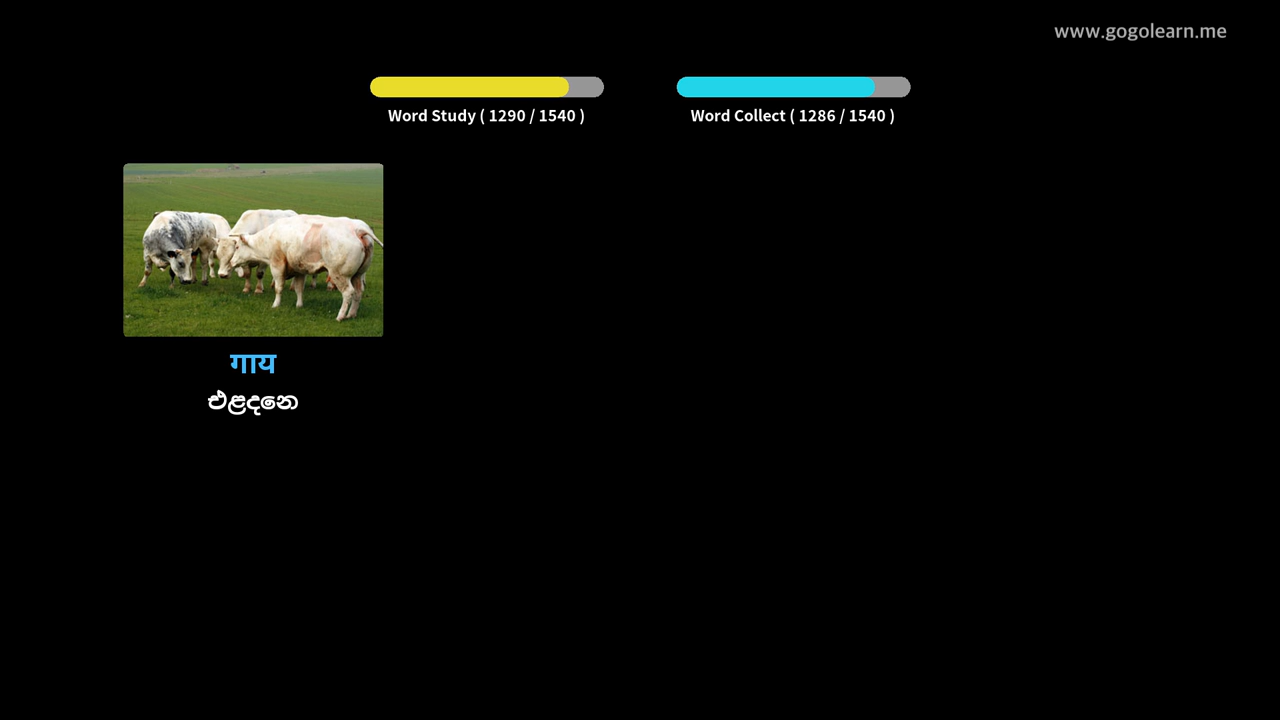 www.gogolearn.me
Word Study ( 1290 / 1540 )
Word Collect ( 1286 / 1540 )
गाय
එළදෙන